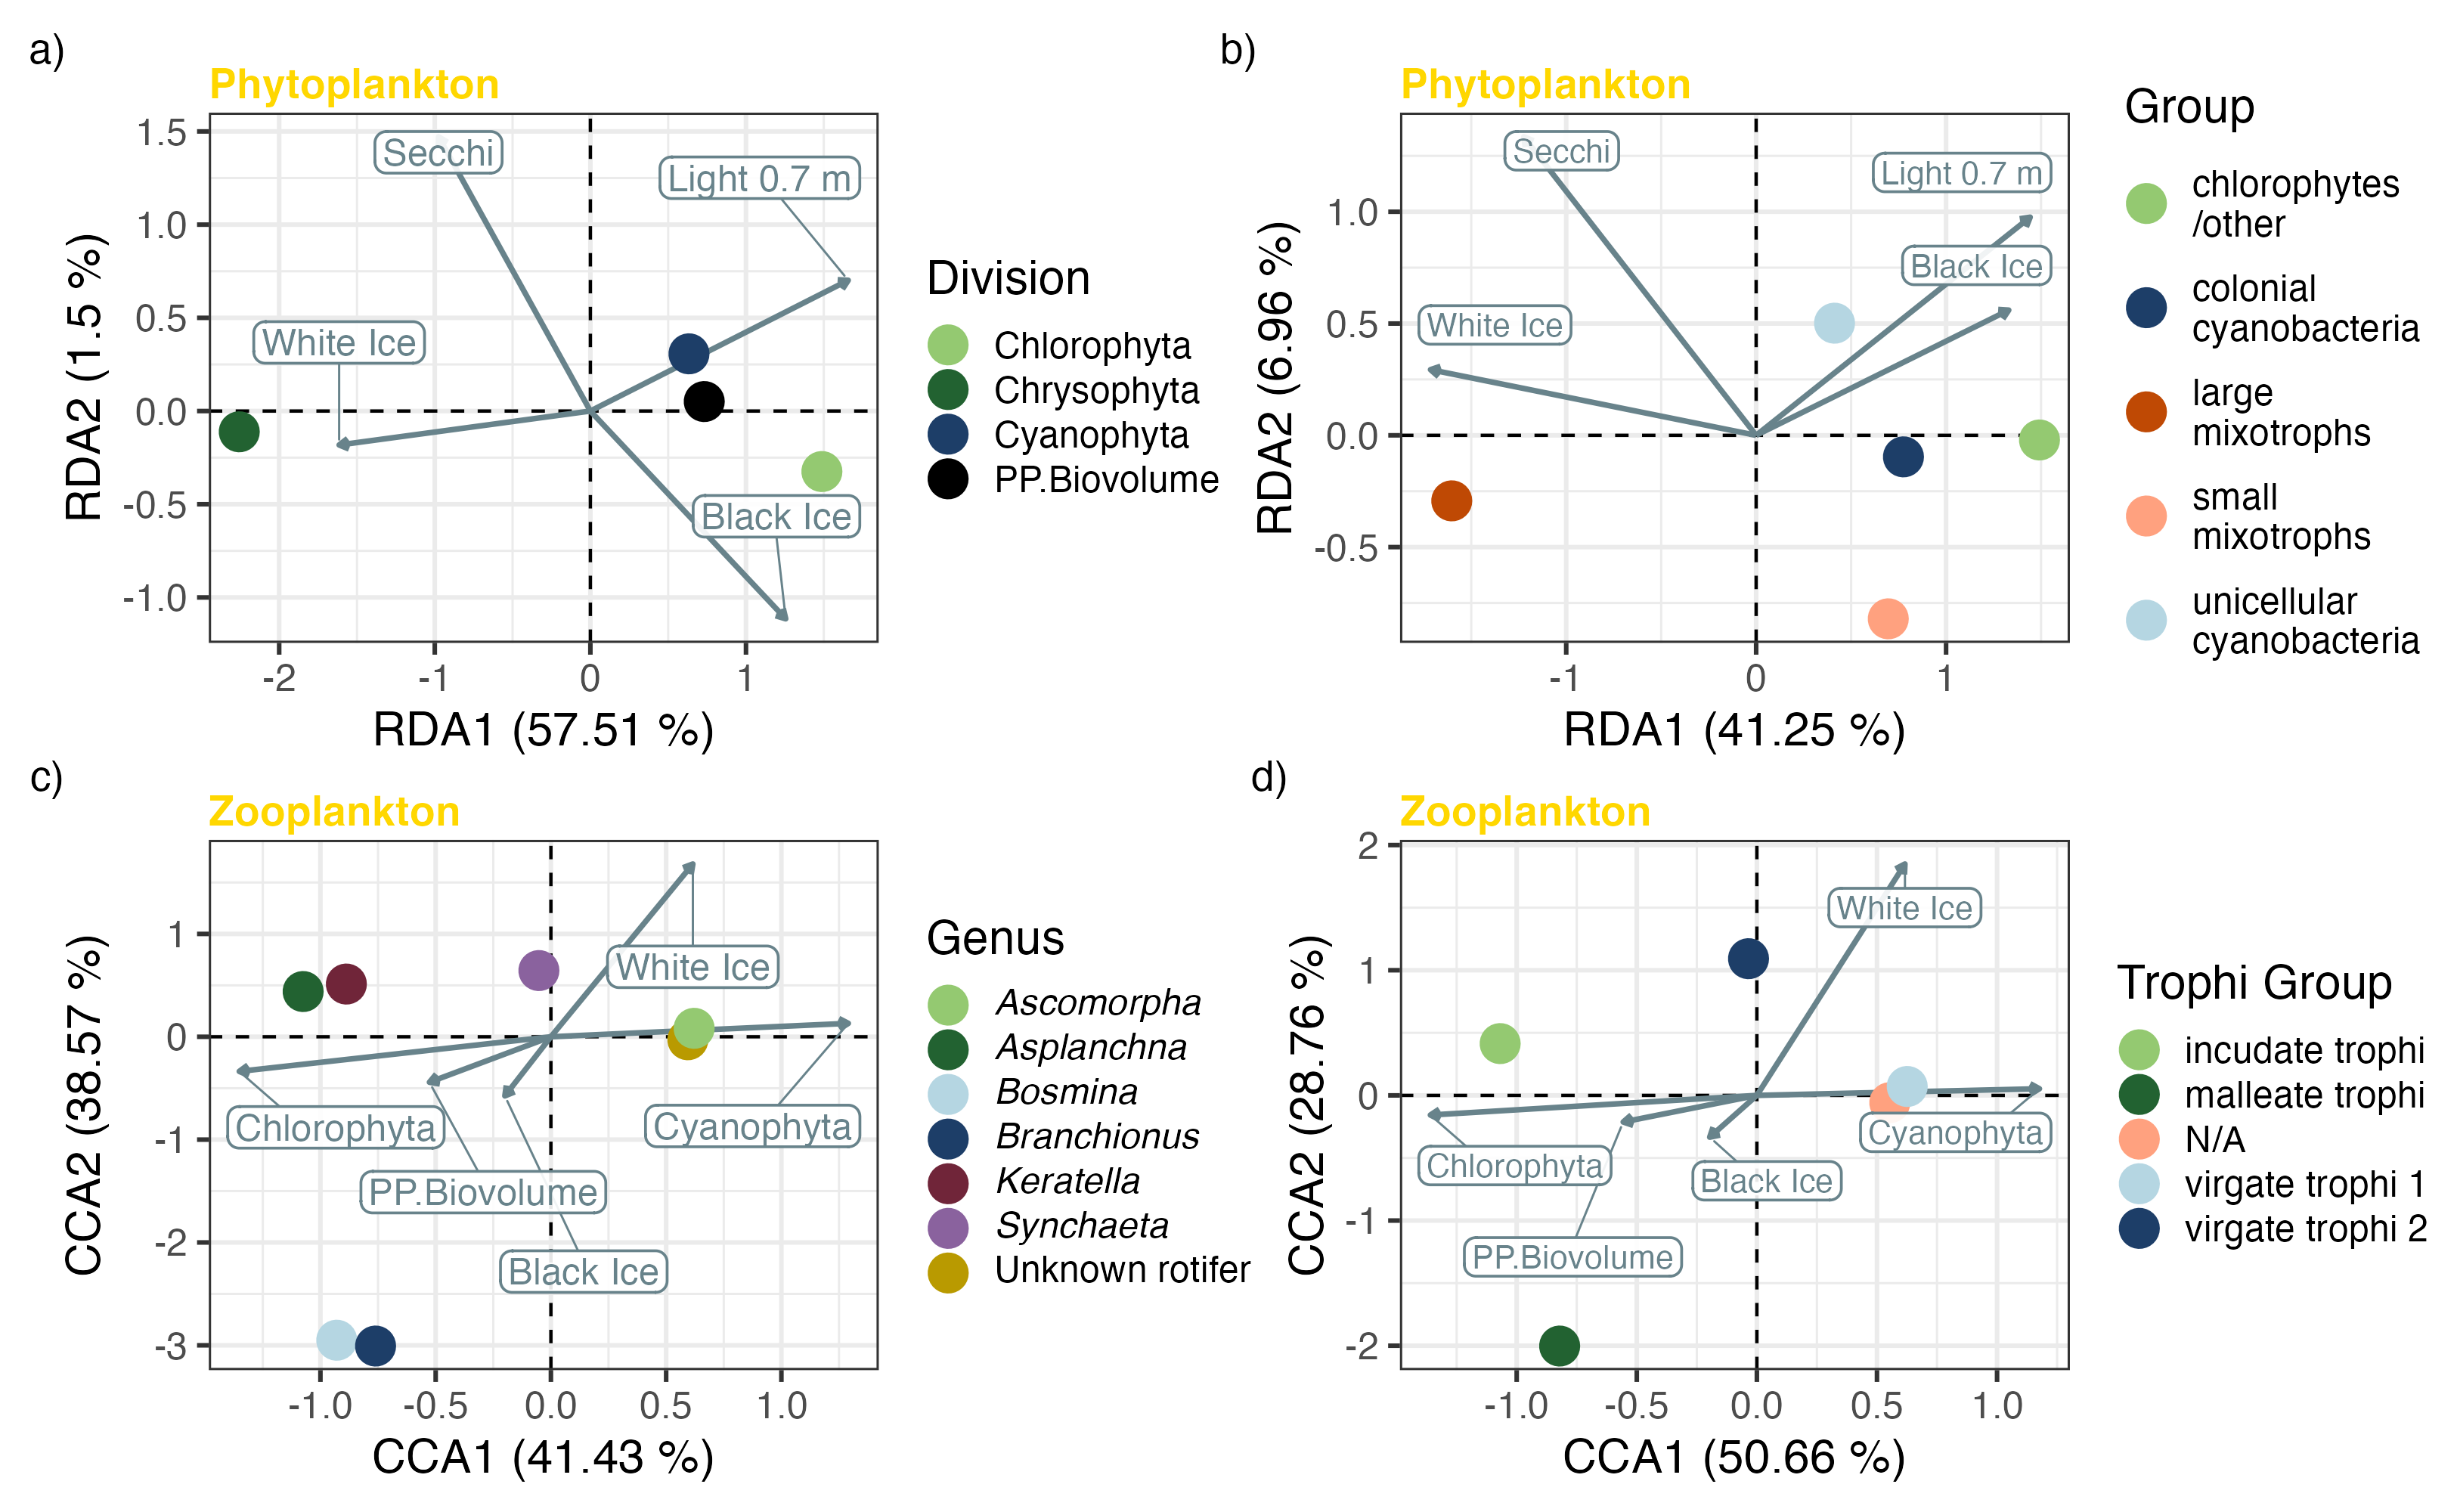 a)
Phytoplankton
1.5
1.0
0.5
0.0
-0.5
-1.0
RDA2 (1.5 %)
Secchi
Light 0.7 m
White Ice
Black Ice
-2
-1
0
1
RDA1 (57.51 %)
Division
Chlorophyta
Chrysophyta
Cyanophyta
PP.Biovolume
b)
Phytoplankton
1.0
0.5
0.0
-0.5
RDA2 (6.96 %)
Secchi
Light 0.7 m
Black Ice
White Ice
-1
0
1
RDA1 (41.25 %)
Group
chlorophytes
/other
colonial
cyanobacteria
large
mixotrophs
small
mixotrophs
unicellular
cyanobacteria
c)
Zooplankton
1
0
-1
-2
-3
CCA2 (38.57 %)
White Ice
Chlorophyta
Cyanophyta
PP.Biovolume
Black Ice
-1.0
-0.5
0.0
0.5
1.0
CCA1 (41.43 %)
Genus
Ascomorpha
Asplanchna
Bosmina
Branchionus
Keratella
Synchaeta
Unknown rotifer
d)
Zooplankton
2
1
0
-1
-2
CCA2 (28.76 %)
White Ice
Cyanophyta
Chlorophyta
Black Ice
PP.Biovolume
-1.0
-0.5
0.0
0.5
1.0
CCA1 (50.66 %)
Trophi Group
incudate trophi
malleate trophi
N/A
virgate trophi 1
virgate trophi 2